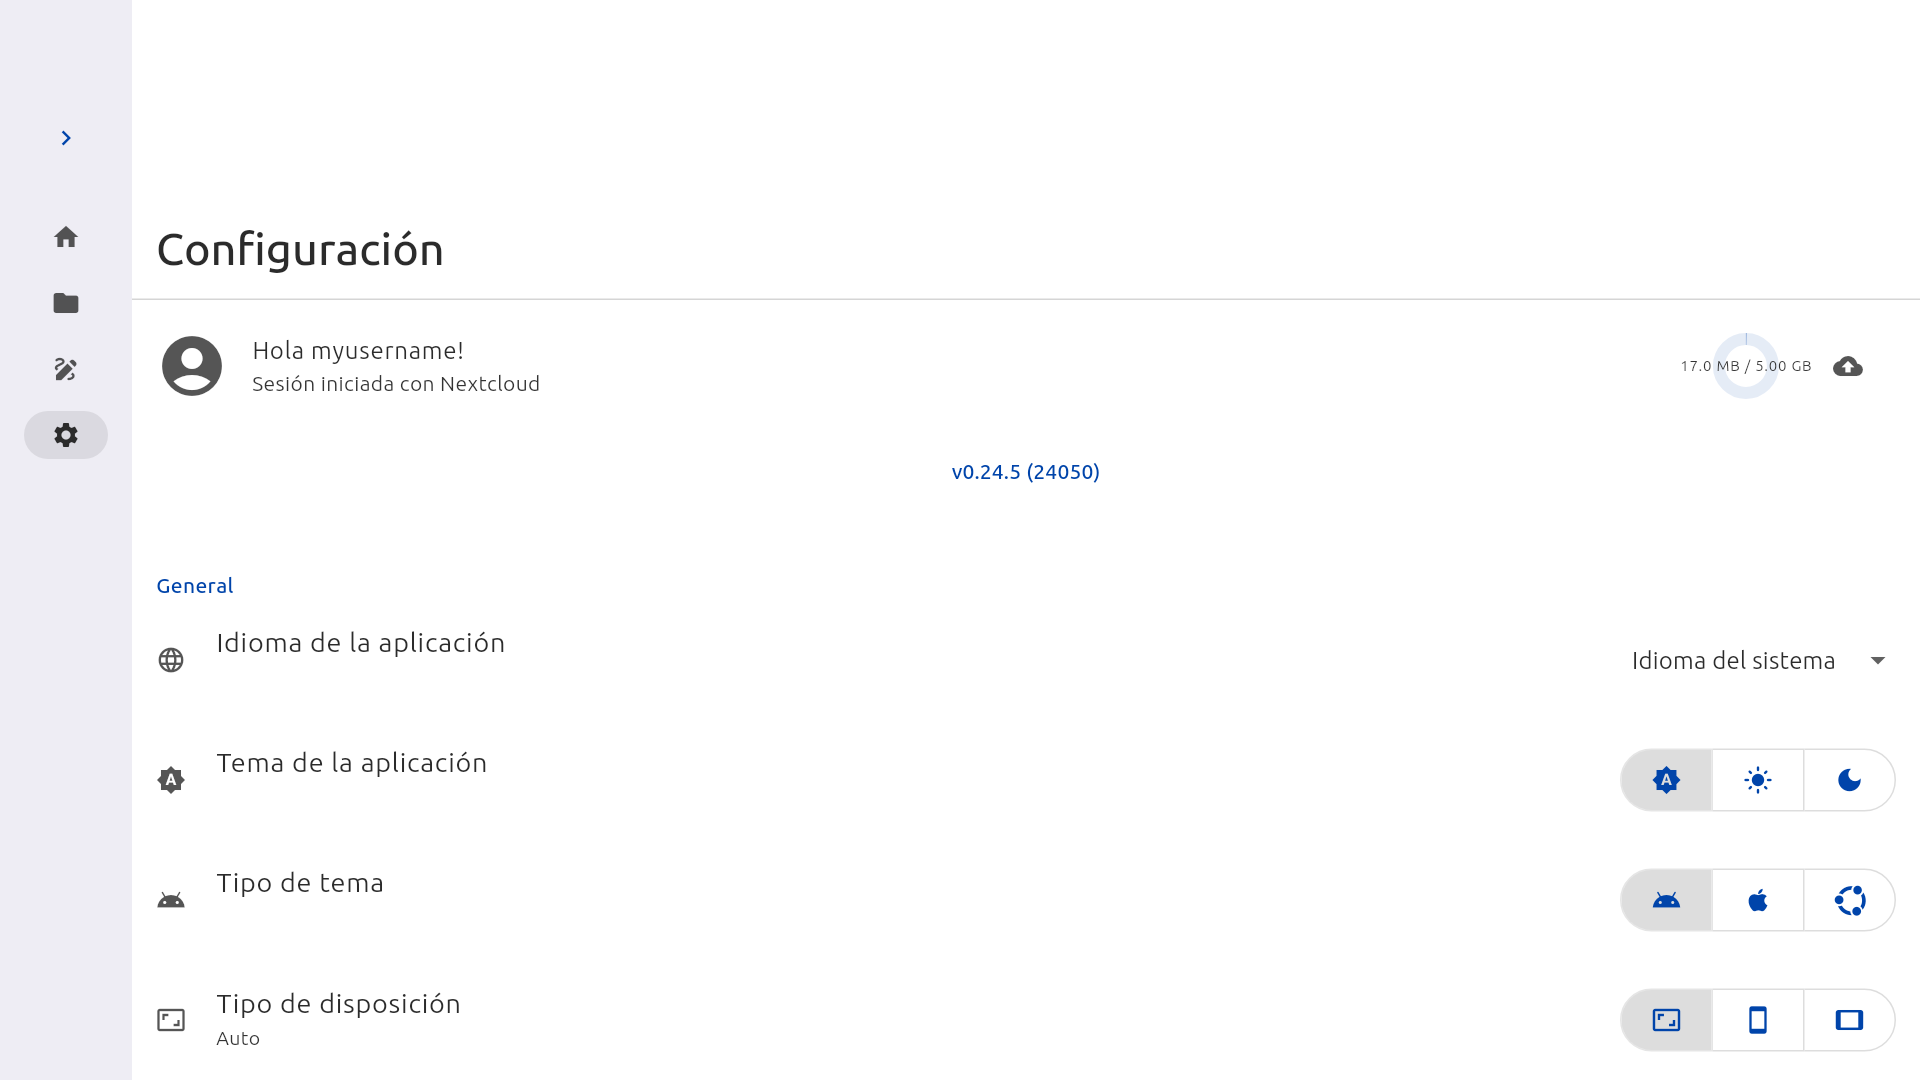 Configuración
Hola myusername!
Sesión iniciada con Nextcloud
17.0 MB / 5.00 GB
v0.24.5 (24050)
General
Idioma de la aplicación
Idioma del sistema
Tema de la aplicación
Tipo de tema
Tipo de disposición
Auto